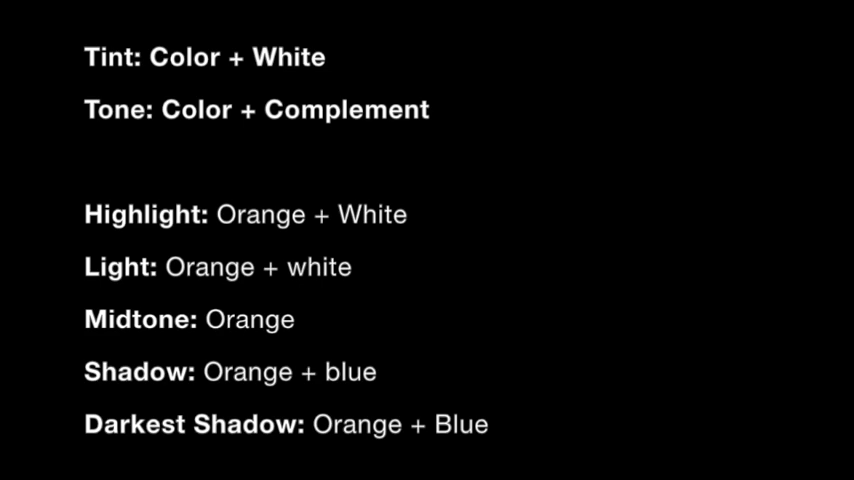 Tint: Color + White
Tone: Color + Complement
Highlight: Orange + White
Light: Orange + white
Midtone: Orange
Shadow: Orange + blue
Darkest Shadow: Orange + Blue